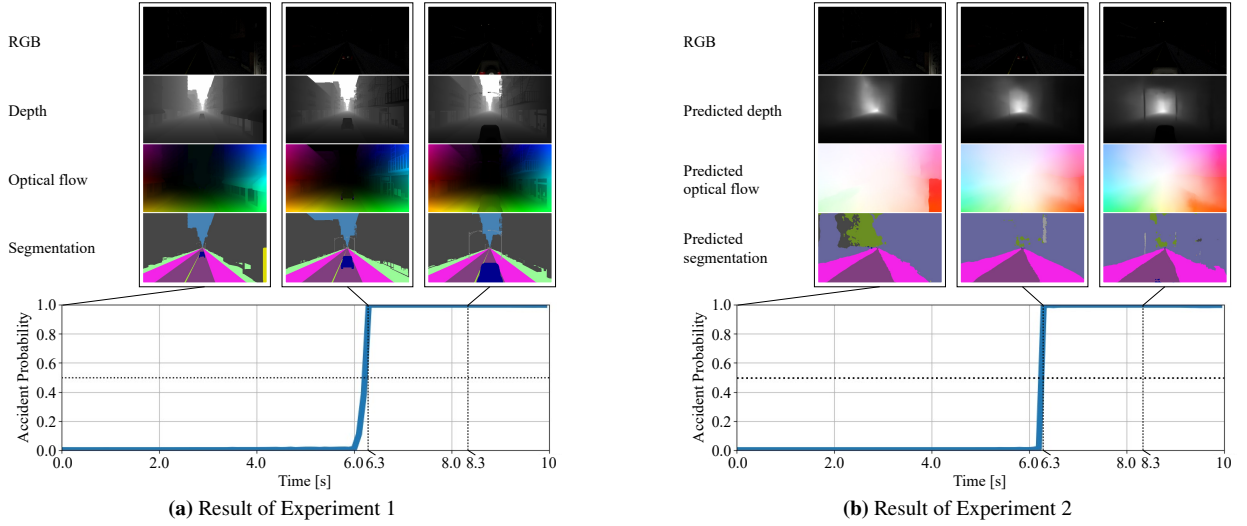 RGB
Depth
Optical flow
Segmentation
Accident Probability
1.0
0.8
0.6
0.4
0.2
0.0
0.0
2.0
4.0
6.0
6.3
8.0
8.3
10
Time [s]
(a) Result of Experiment 1
RGB
Predicted depth
Predicted
optical flow
Predicted
segmentation
Accident Probability
1.0
0.8
0.6
0.4
0.2
0.0
0.0
2.0
4.0
6.0
6.3
8.0
8.3
10
Time [s]
(b) Result of Experiment 2